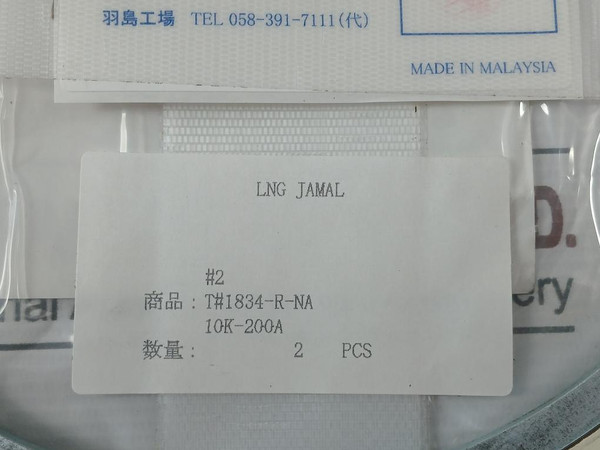 羽島工場 TEL 058-391-7111(代)
MADE IN MALAYSIA
LNG JAMAL
#2
商品：T#1834-R-NA
10K-200A
数量： 2 PCS